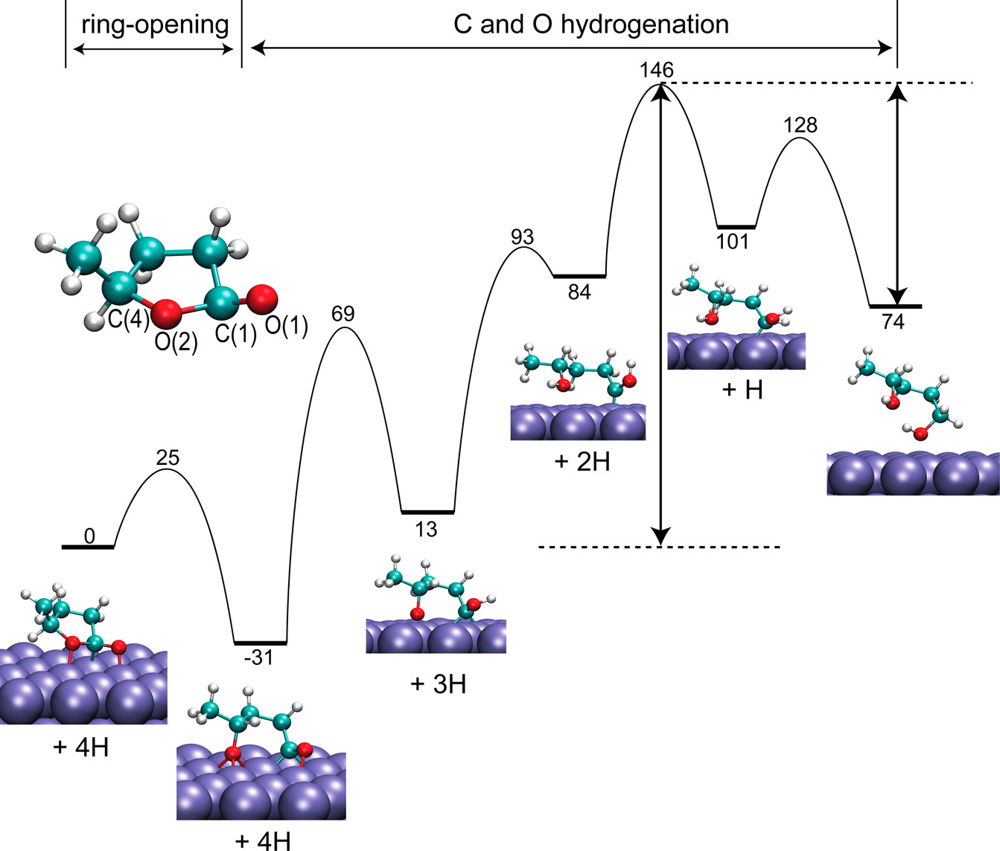 ring-opening
C and O hydrogenation
146
128
93
101
84
69
C(4)
O(2)
C(1)
O(1)
74
+ H
+ 2H
25
0
13
-31
+ 3H
+ 4H
+ 4H